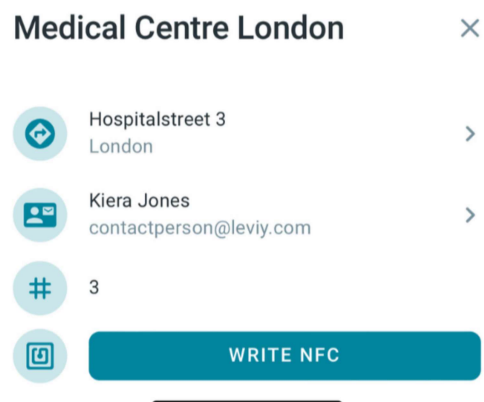 Medical Centre London
Hospitalstreet 3
London
Kiera Jones
contactperson@leviy.com
# 3
WRITE NFC